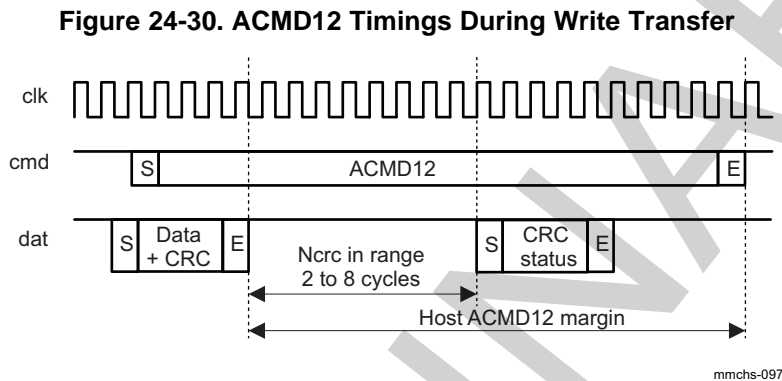 Figure 24-30. ACMD12 Timings During Write Transfer
clk
cmd
S
ACMD12
E
dat
S
Data
+ CRC
E
Ncrc in range
2 to 8 cycles
S
CRC
status
E
Host ACMD12 margin
mmchs-097